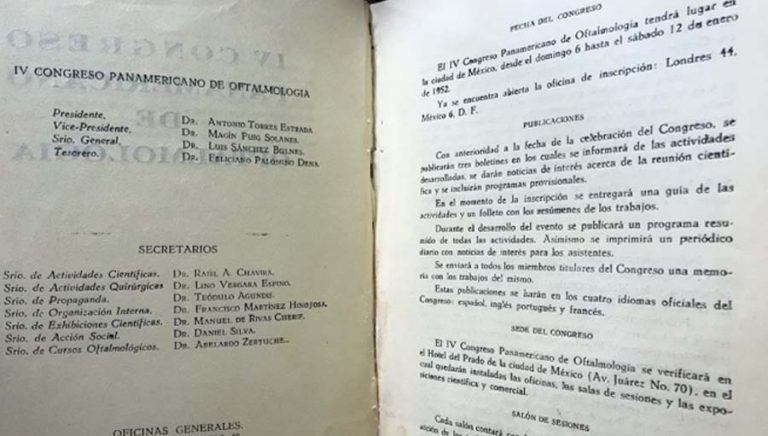 IV CONGRESO PANAMERICANO DE OFTALMOLOGIA
Presidente, Dr. Antonio Torres Estrada
Vice-Presidente, Dr. Magín Puig Solanes
Srio. General, Dr. Luis Sánchez Bulnes
Tesorero. Dr. Feliciano Palomino Dena.
SECRETARIOS
Srio. de Actividades Científicas. Dr. Raúl A. Chavira.
Srio. de Actividades Quirúrgicas Dr. Lino Vergara Espino.
Srio. de Propaganda. Dr. Teódulo Agundis.
Srio. de Organización Interna. Dr. Francisco Martínez Hinojosa.
Srio. de Exhibiciones Científicas. Dr. Manuel de Rivas Cherif.
Srio. de Acción Social. Dr. Daniel Silva.
Srio. de Cursos Oftalmológicos. Dr. Abelardo Zertuche.
OFICINAS GENERALES.
FECHA DEL CONGRESO
El IV Congreso Panamericano de Oftalmología tendrá lugar en
la ciudad de México, desde el domingo 6 hasta el sábado 12 de enero
de 1952.
Ya se encuentra abierta la oficina de inscripción: Londres 44,
México 6, D. F.
PUBLICACIONES
Con anterioridad a la fecha de la celebración del Congreso, se
publicarán tres boletines en los cuales se informará de las actividades
desarrolladas, se darán noticias de interés acerca de la reunión cientí-
fica y se incluirán programas provisionales.
En el momento de la inscripción se entregará una guía de las
actividades y un folleto con los resúmenes de los trabajos.
Durante el desarrollo del evento se publicará un programa resu-
mido de todas las actividades. Asimismo se imprimirá un periódico
diario con noticias de interés para los asistentes.
Se enviará a todos los miembros titulares del Congreso una memo-
ria con los trabajos del mismo.
Estas publicaciones se harán en los cuatro idiomas oficiales del
Congreso: español, inglés portugués y francés.
SEDE DEL CONGRESO
El IV Congreso Panamericano de Oftalmología se verificará en
el Hotel del Prado de la ciudad de México (Av. Juárez No. 70), en el
cual quedarán instaladas las oficinas, las salas de sesiones y las expo-
siciones científica y comercial.
SALÓN DE SESIONES
Cada salón contará con